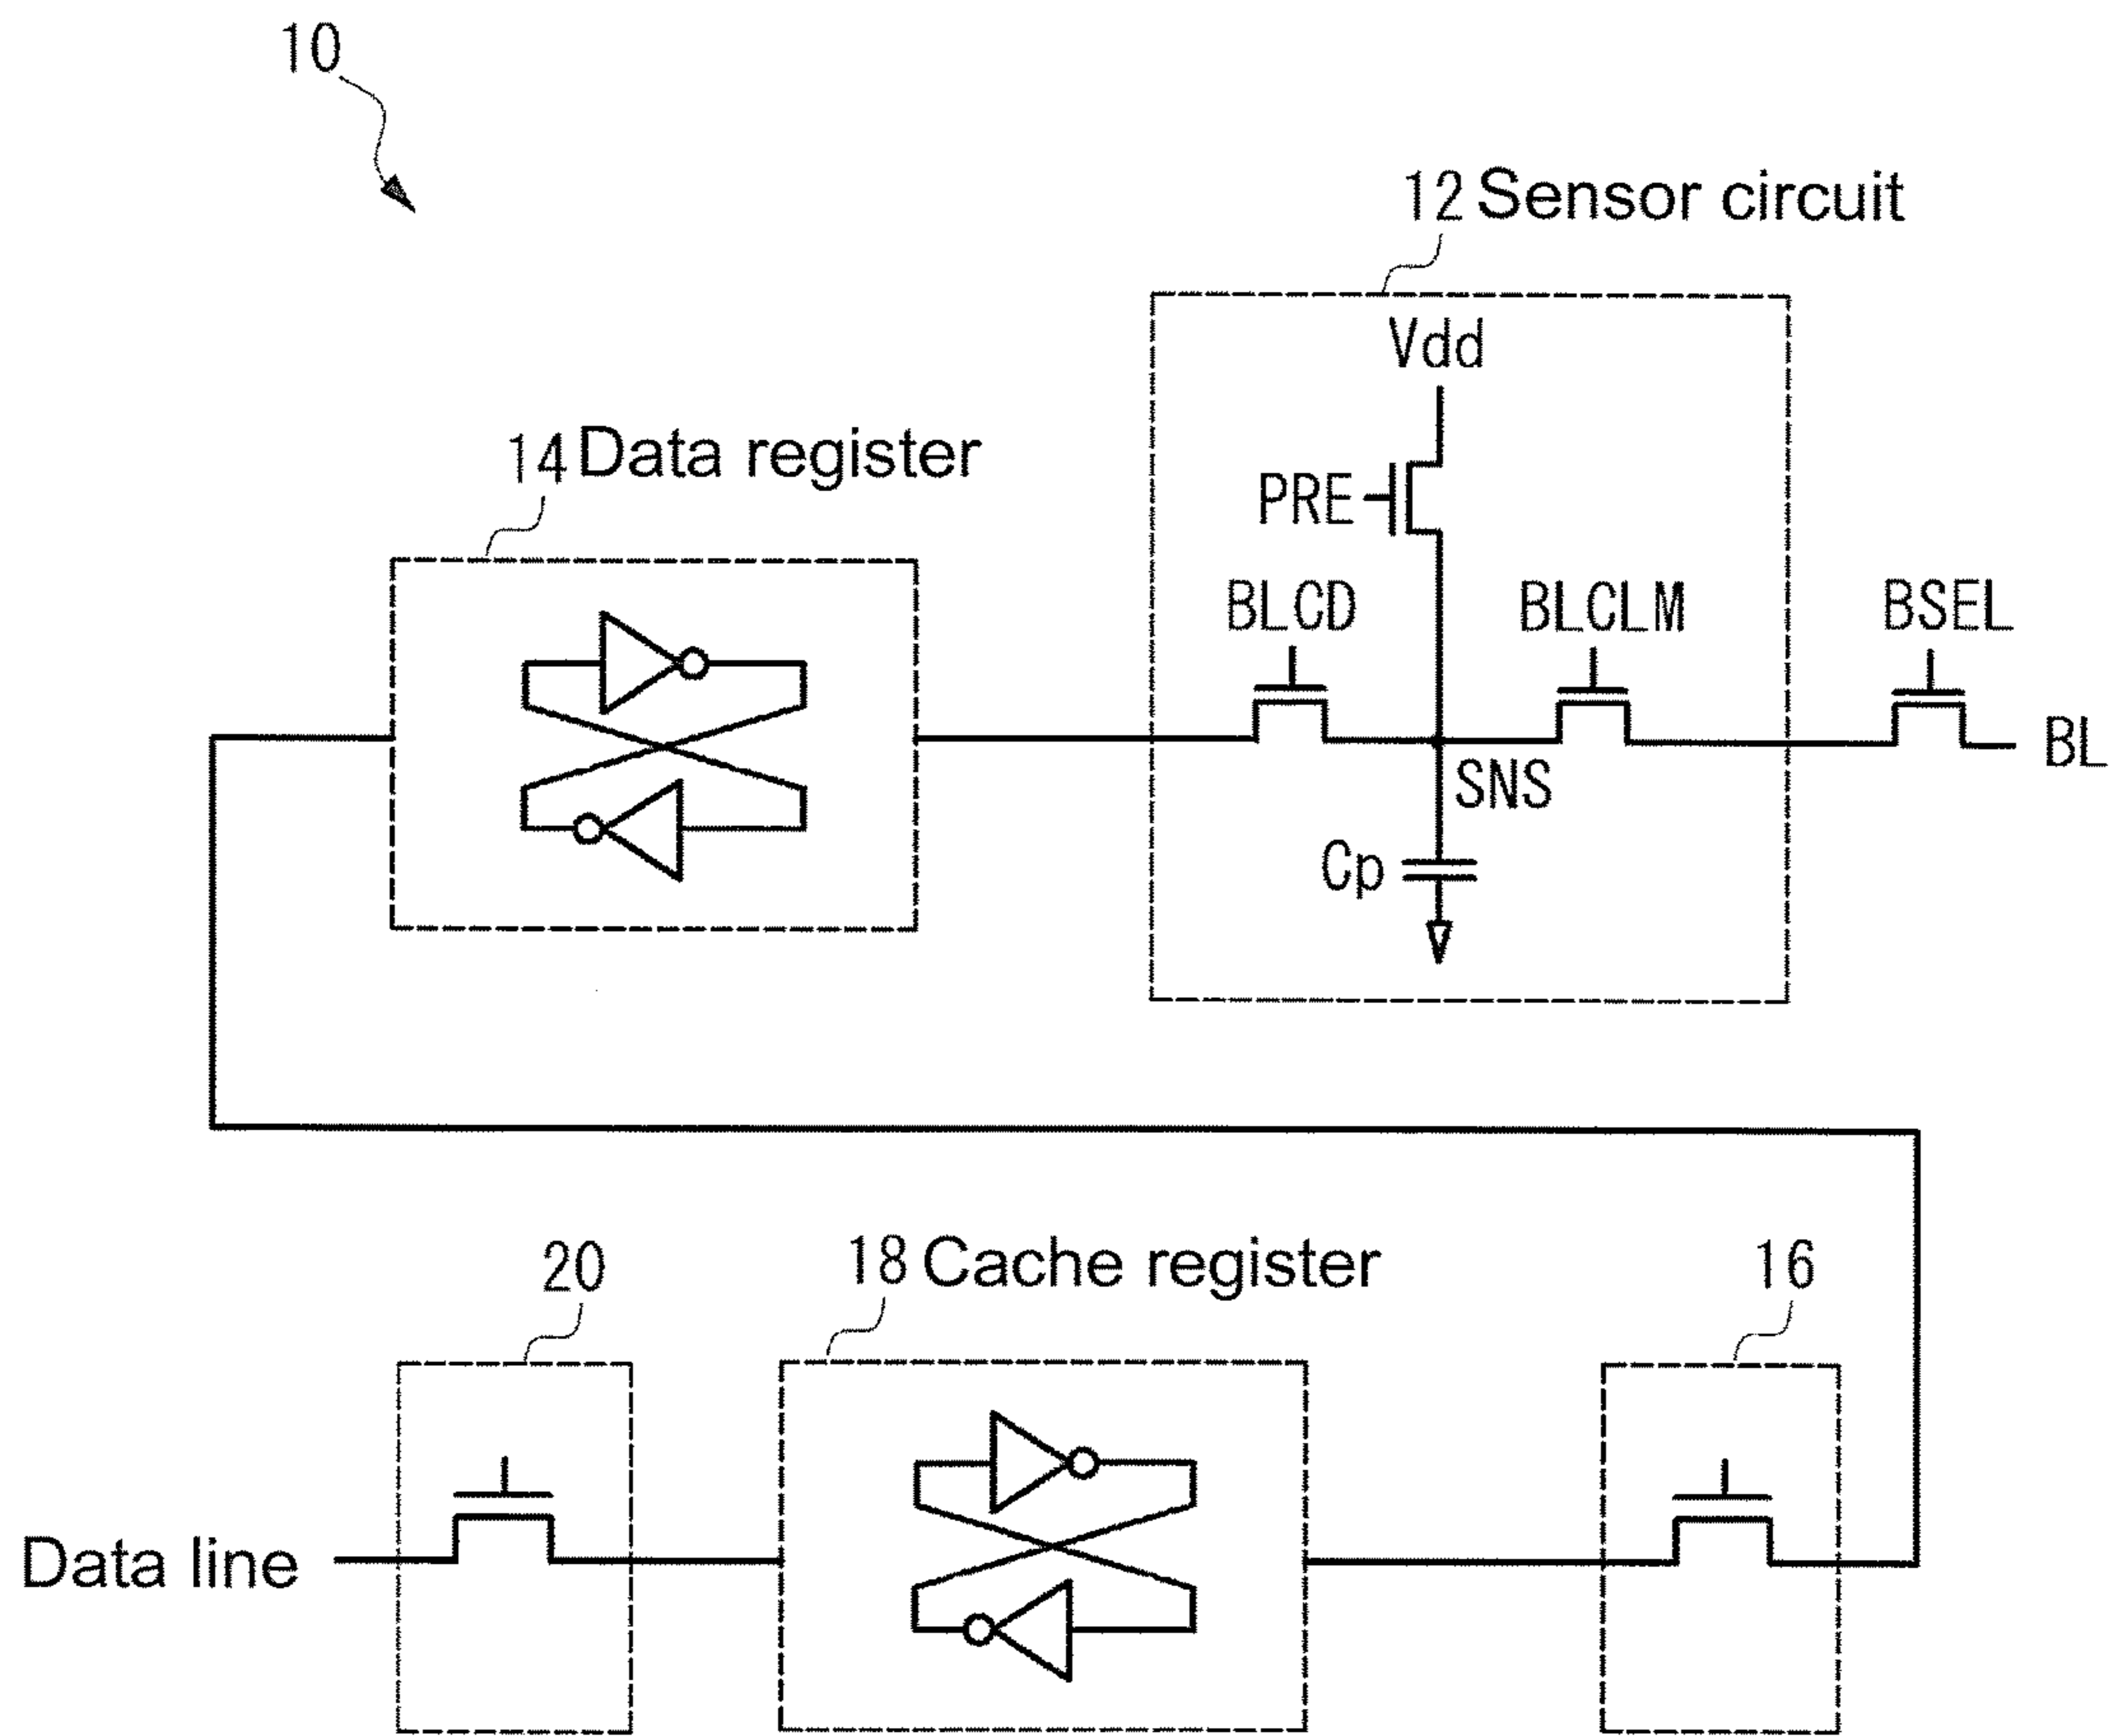 10
12 Sensor circuit
Vdd
14 Data register
PRE
BLCD
BLCLM
BSEL
BL
SNS
Cp
20
18 Cache register
16
Data line